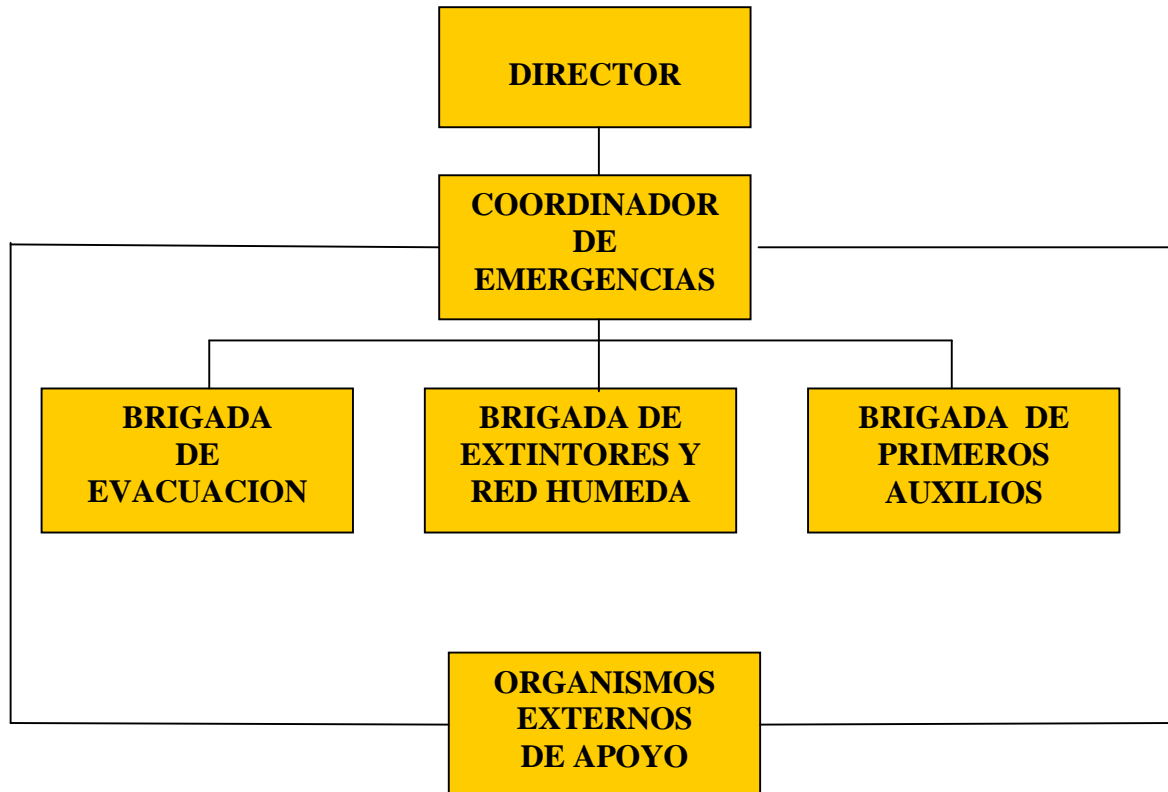 DIRECTOR
COORDINADOR
DE
EMERGENCIAS
BRIGADA
DE
EVACUACION
BRIGADA DE
EXTINTORES Y
RED HUMEDA
BRIGADA DE
PRIMEROS
AUXILIOS
ORGANISMOS
EXTERNOS
DE APOYO